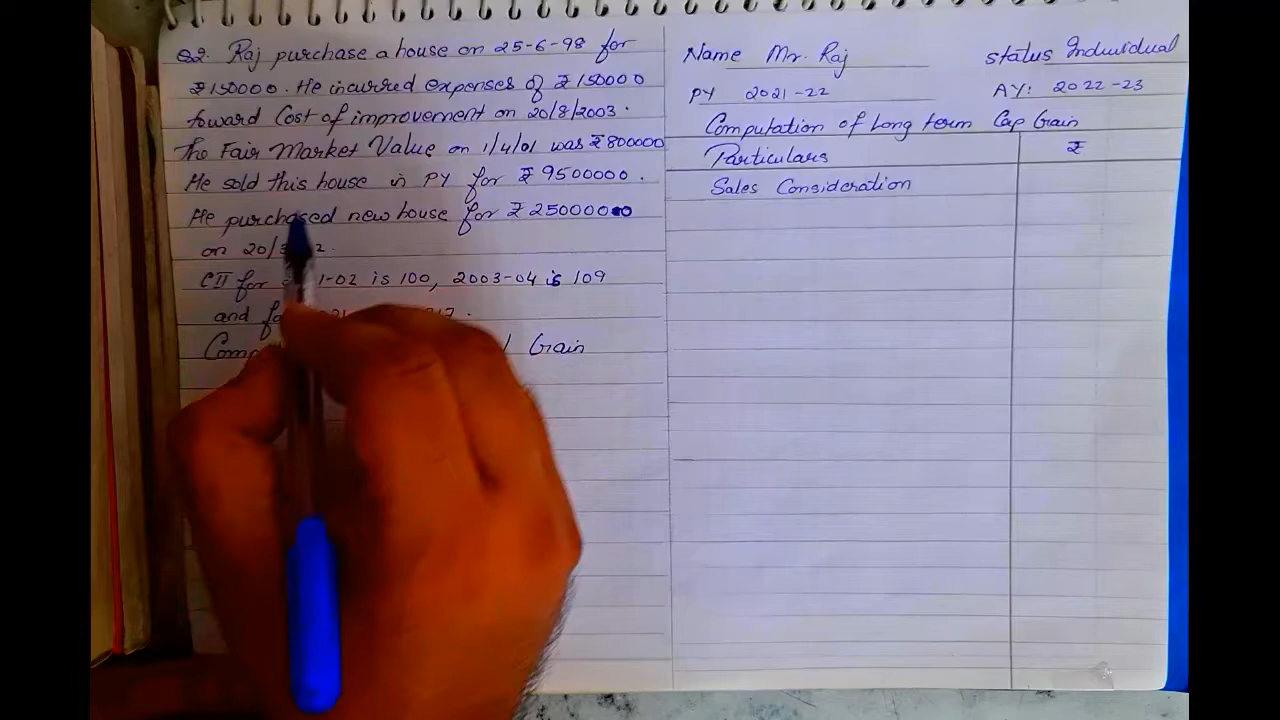 Q2. Raj purchase a house on 25-6-98 for
₹150000. He incurred expenses of ₹150000
toward Cost of improvement on 20/8/2003.
The Fair Market Value on 1/4/01 was ₹800000
He sold this house in PY for ₹9500000.
He purchased new house for ₹2500000
on
CII for 1-02 is 100, 2003-04 is 109
and
Gain
Name Mr. Raj
Status Individual
PY 2021-22
AY: 2022-23
Computation of Long term Cap Gain
Particulars ₹
Sales Consideration